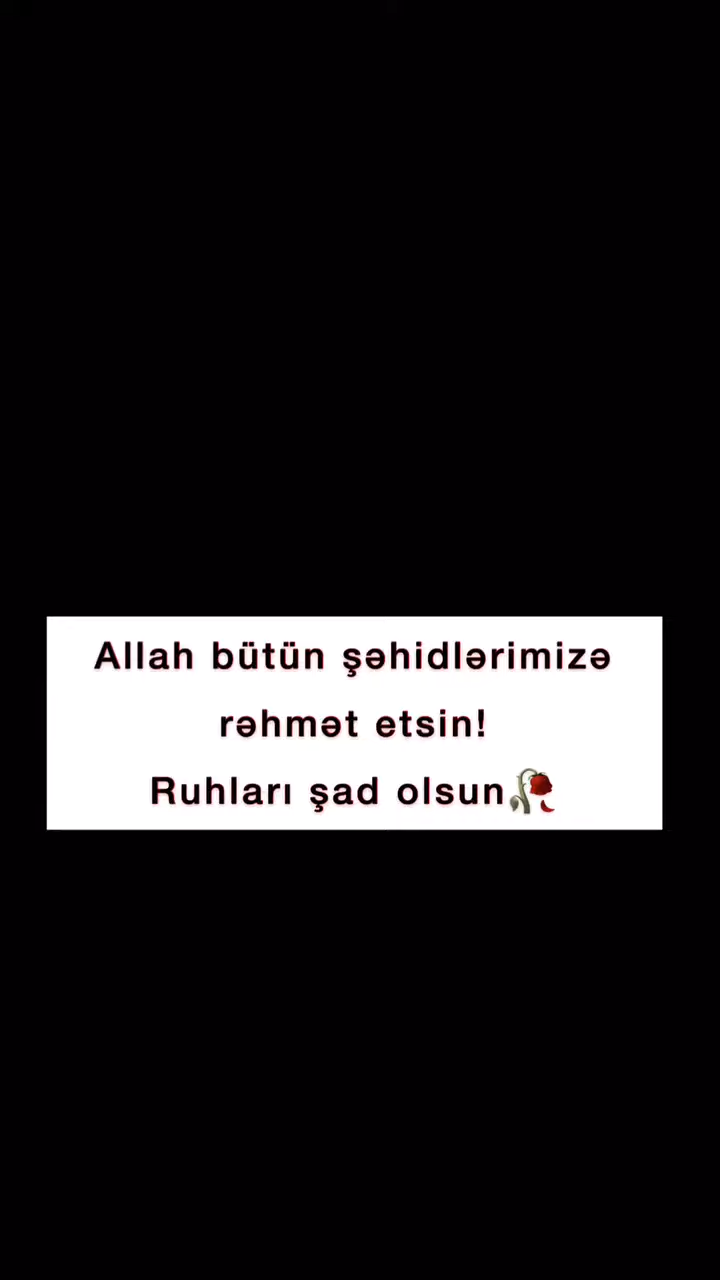 Allah bütün şəhidlərimizə
rəhmət etsin!
Ruhları şad olsun🥀